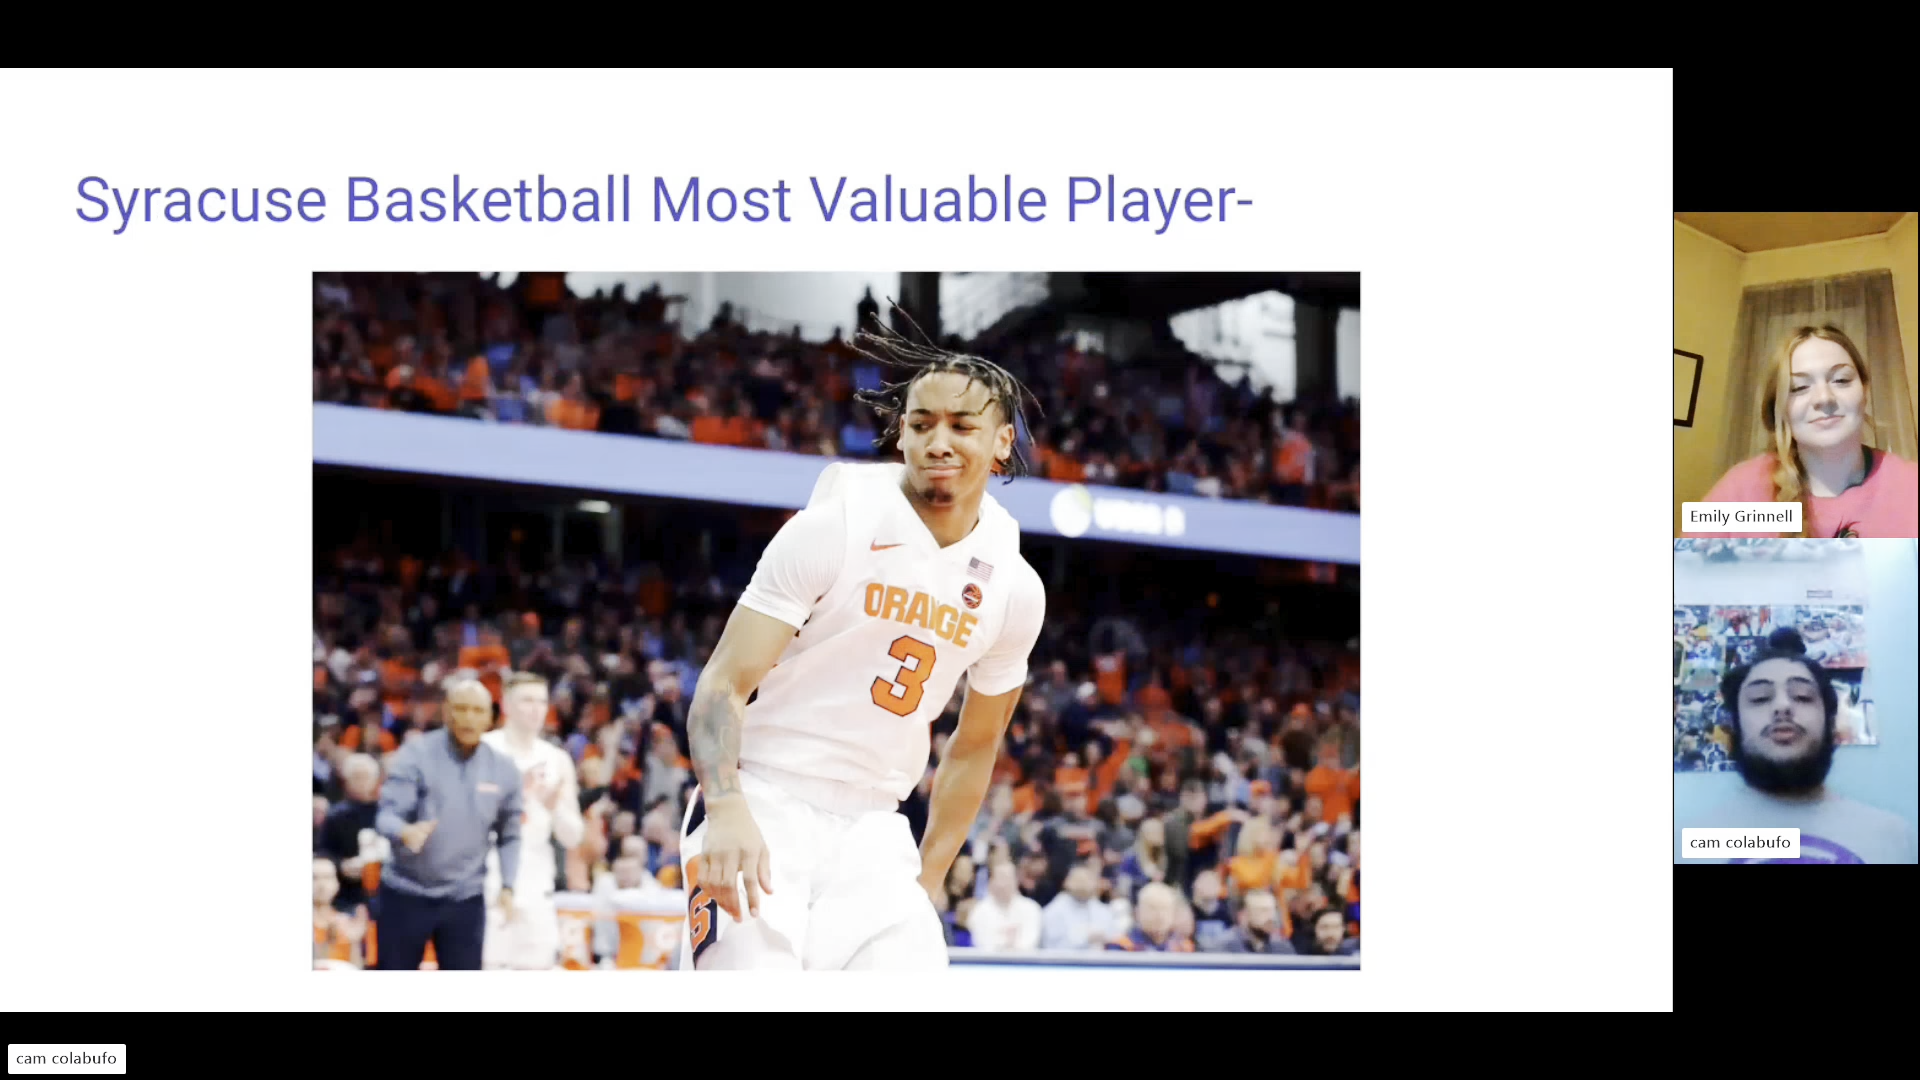 Syracuse Basketball Most Valuable Player-
ORANGE
3
S
Emily Grinnell
cam colabufo
cam colabufo